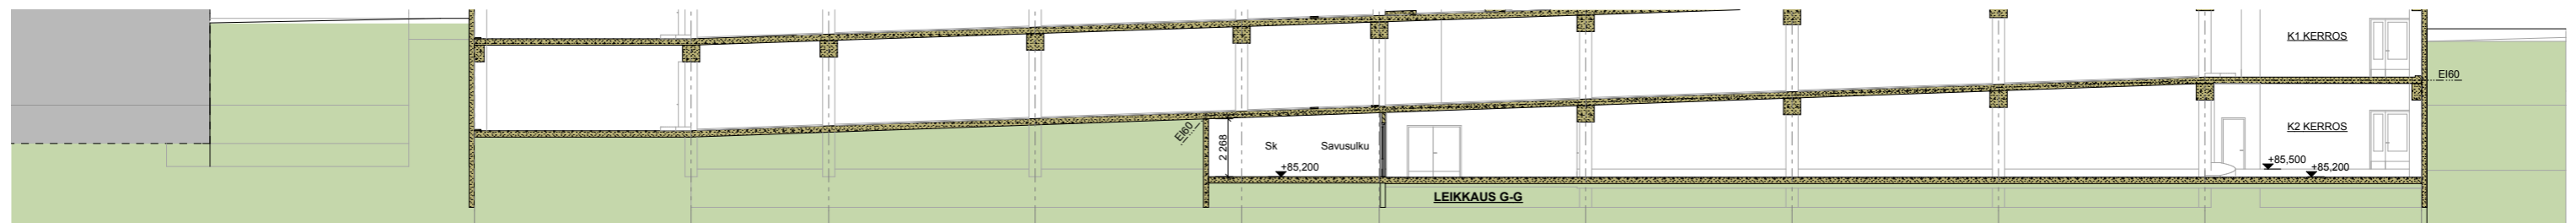 K1 KERROS
EI60
EI60
2 268
Sk
Savusulku
K2 KERROS
+85,200
+85,500
+85,200
LEIKKAUS G-G